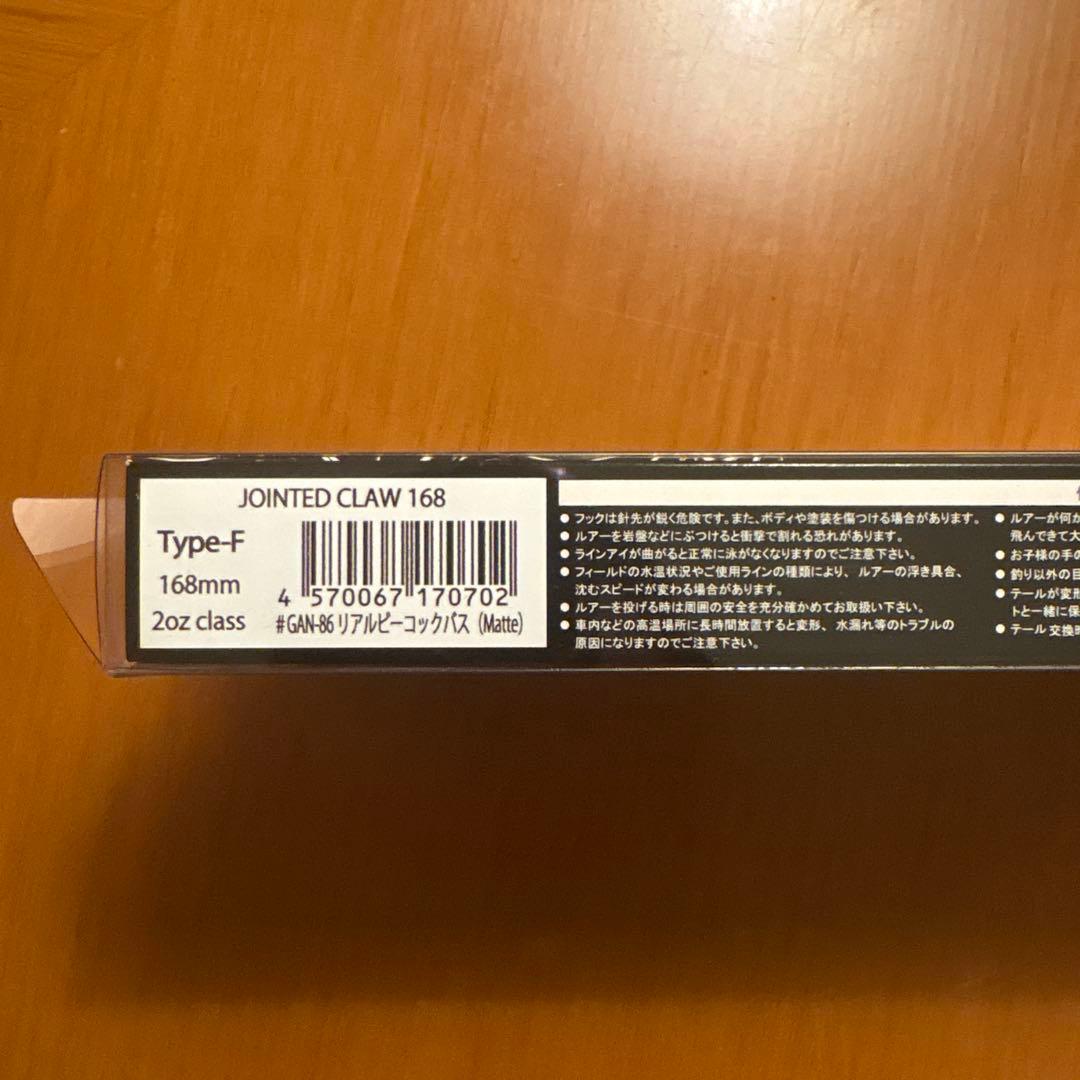 JOINTED CLAW 168
Type-F
168mm
2oz class
4 570067 170702
#GAN-86 リアルピーコックバス (Matte)
● フックは針先が鋭く危険です。また、ボディや塗装を傷つける場合があります。
● ルアーを岩盤などにぶつけると衝撃で割れる恐れがあります。
● ラインアイが曲がると正常に泳がなくなりますのでご注意下さい。
● フィールドの水温状況やご使用ラインの種類により、ルアーの浮き具合、
沈むスピードが変わる場合があります。
● ルアーを投げる時は周囲の安全を充分確かめてお取扱い下さい。
● 車内などの高温場所に長時間放置すると変形、水漏れ等のトラブルの
原因になりますのでご注意下さい。
● ルアーが何か
飛んできて大
● お子様の手の
● 釣り以外の目
● テールが変形
トと一緒に保
● テール交換時